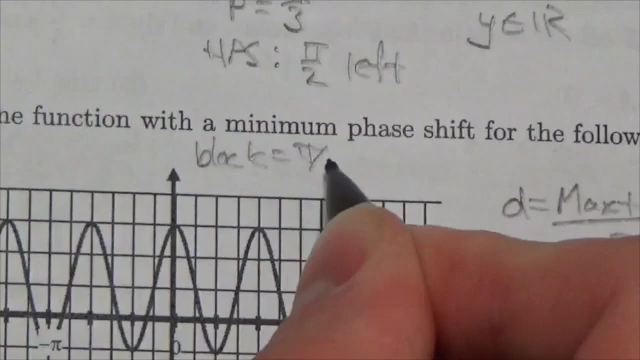 P = π/3
y∈ℝ
HPS : π/2 left
ne function with a minimum phase shift for the follow
block = π/
d = Max+
-π 0